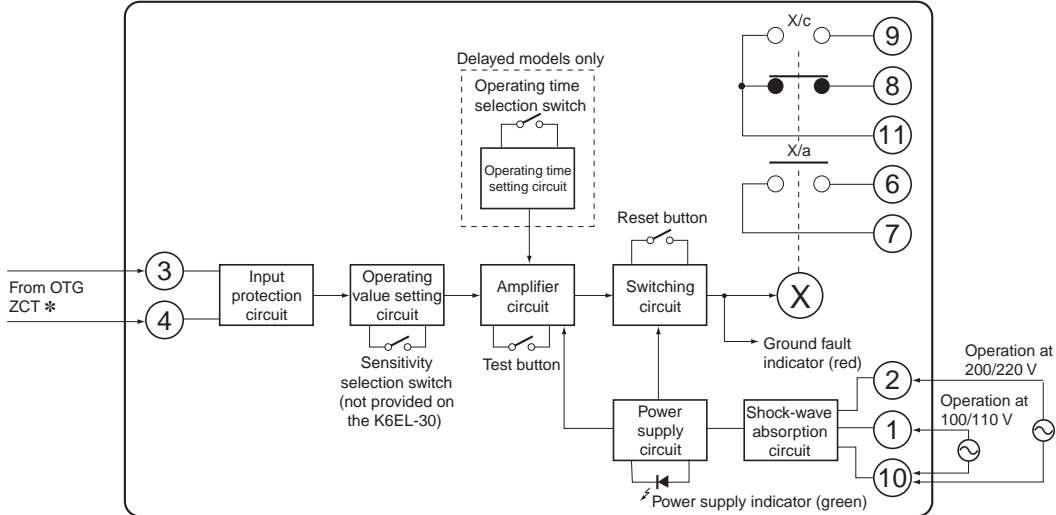 X/c
9
Delayed models only
Operating time
selection switch
8
11
X/a
Operating time
setting circuit
6
Reset button
7
3
From OTG
ZCT *
4
Input
protection
circuit
Operating
value setting
circuit
Amplifier
circuit
Switching
circuit
X
Sensitivity
selection switch
(not provided on
the K6EL-30)
Test button
Ground fault
indicator (red)
Operation at
200/220 V
2
Operation at
100/110 V
Power
supply
circuit
Shock-wave
absorption
circuit
1
10
Power supply indicator (green)